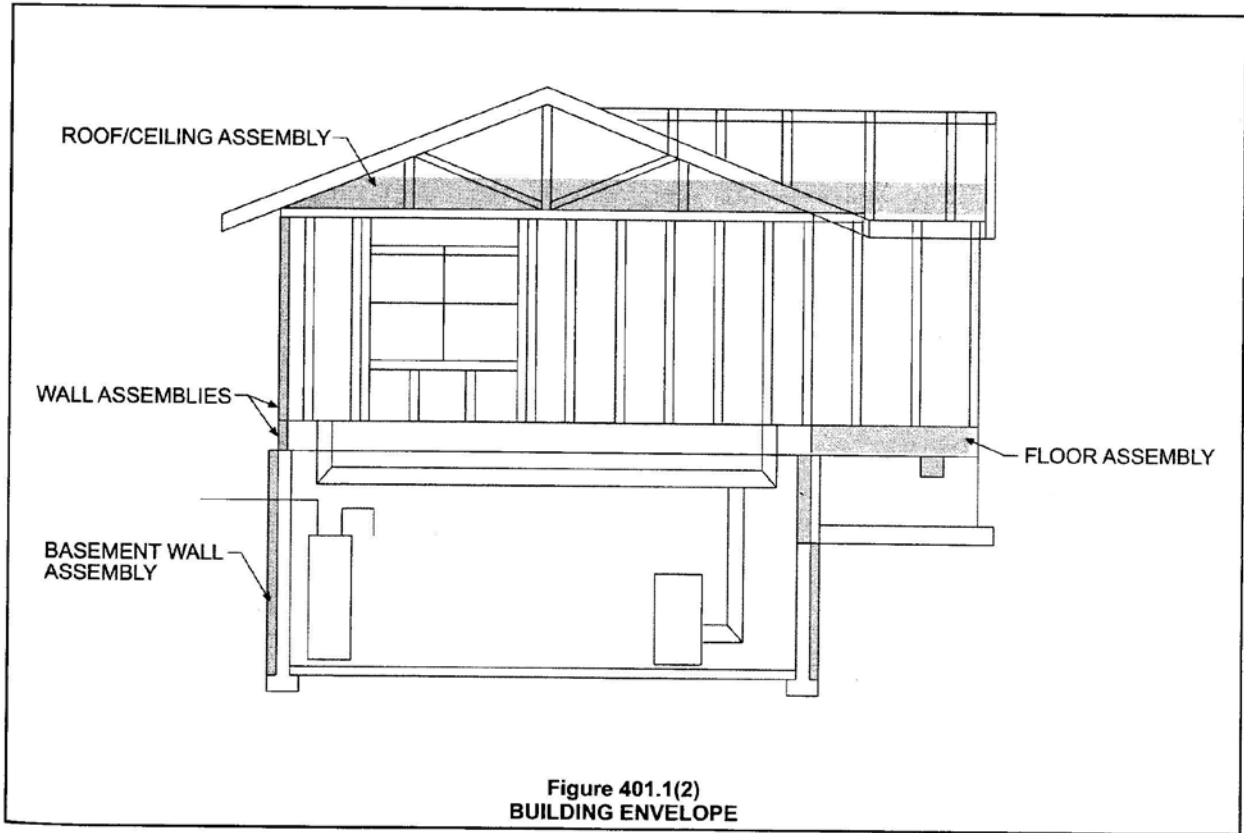 ROOF/CEILING ASSEMBLY
WALL ASSEMBLIES
FLOOR ASSEMBLY
BASEMENT WALL
ASSEMBLY
Figure 401.1(2)
BUILDING ENVELOPE